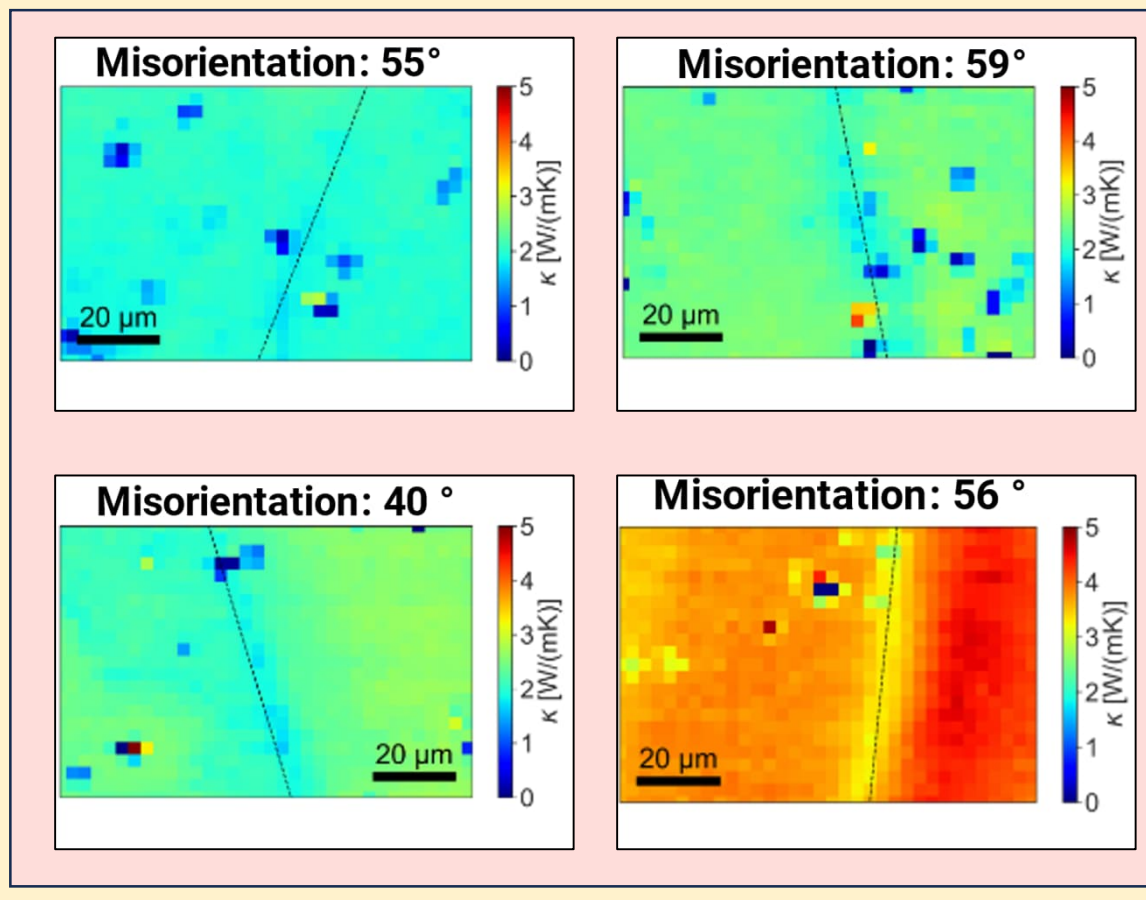 Misorientation: 55°
5
4
3
2
1
0
κ [W/(mK)]
20 µm
Misorientation: 59°
5
4
3
2
1
0
κ [W/(mK)]
20 µm
Misorientation: 40 °
5
4
3
2
1
0
κ [W/(mK)]
20 µm
Misorientation: 56 °
5
4
3
2
1
0
κ [W/(mK)]
20 µm